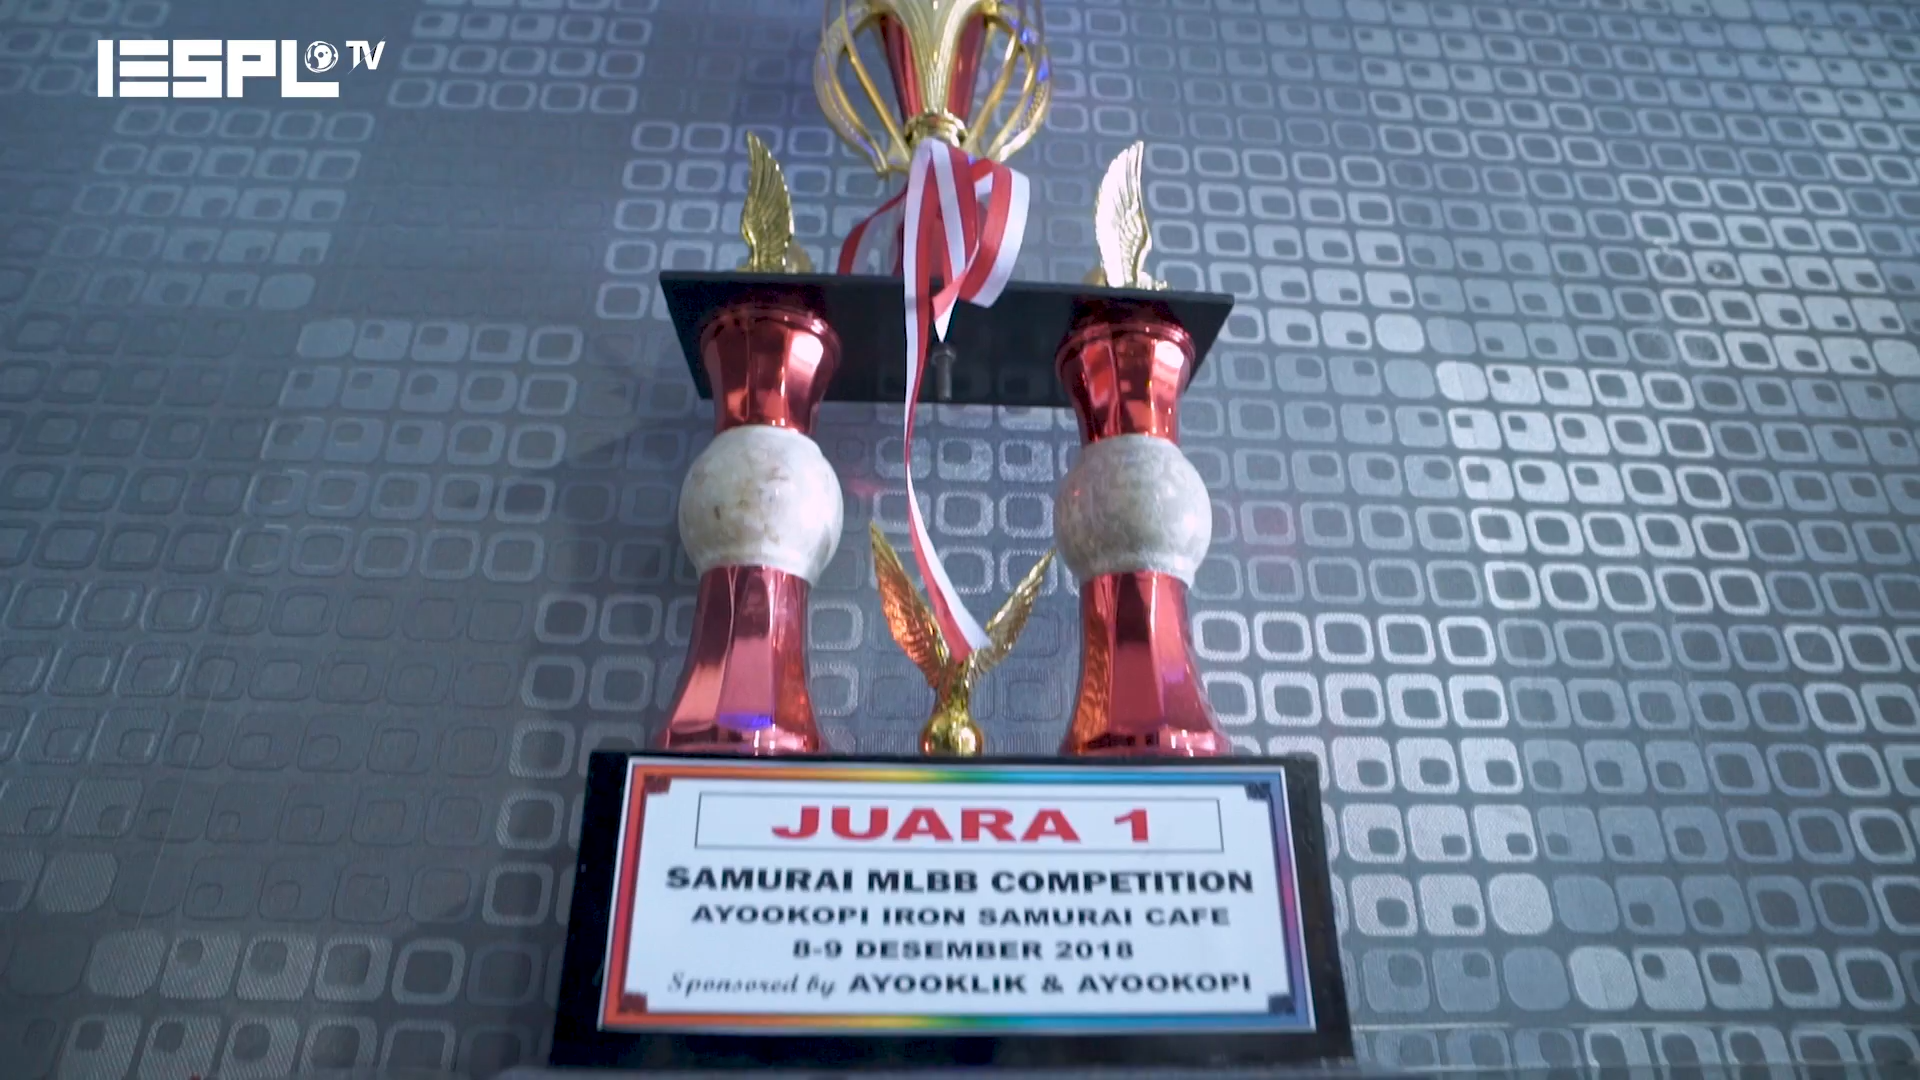 IESPL TV
JUARA 1
SAMURAI MLBB COMPETITION
AYOOKOPI IRON SAMURAI CAFE
8-9 DESEMBER 2018
Sponsored by AYOOKLIK & AYOOKOPI